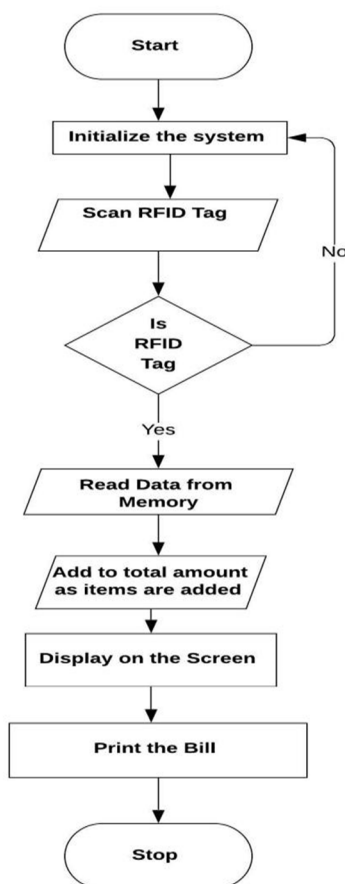 Start
Initialize the system
Scan RFID Tag
No
Is
RFID
Tag
Yes
Read Data from
Memory
Add to total amount
as items are added
Display on the Screen
Print the Bill
Stop